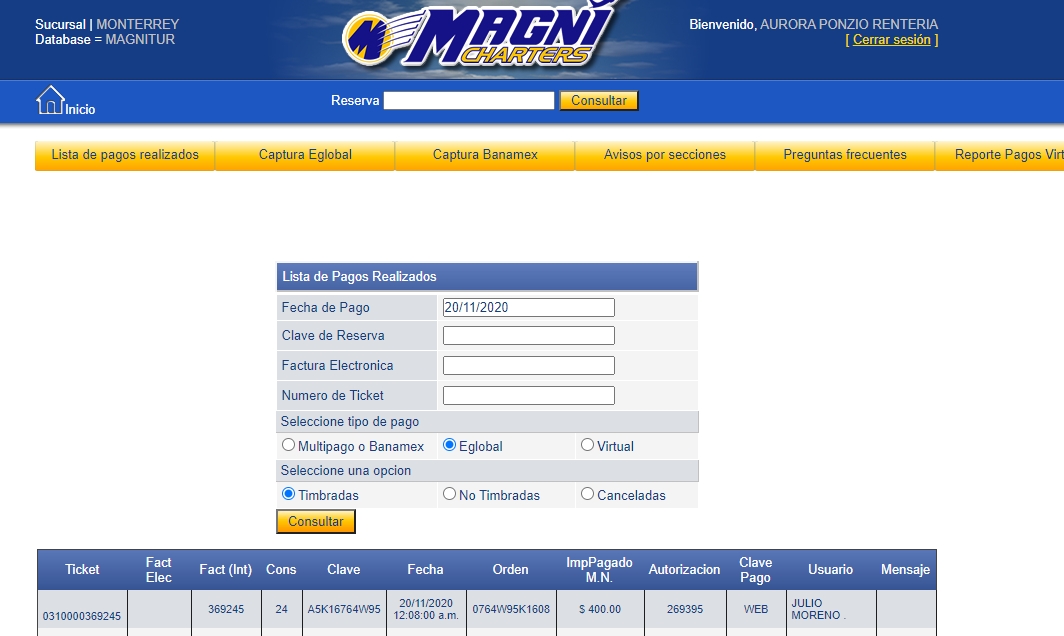 Sucursal | MONTERREY
Database = MAGNITUR
MAGNI
CHARTERS
Bienvenido, AURORA PONZIO RENTERIA
[ Cerrar sesión ]
Inicio
Reserva
Consultar
Lista de pagos realizados
Captura Eglobal
Captura Banamex
Avisos por secciones
Preguntas frecuentes
Reporte Pagos Virt
Lista de Pagos Realizados
Fecha de Pago 20/11/2020
Clave de Reserva
Factura Electronica
Numero de Ticket
Seleccione tipo de pago
Multipago o Banamex Eglobal Virtual
Seleccione una opcion
Timbradas No Timbradas Canceladas
Consultar
Ticket Fact Elec Fact (Int) Cons Clave Fecha Orden ImpPagado M.N. Autorizacion Clave Pago Usuario Mensaje
0310000369245 369245 24 A5K16764W95 20/11/2020 12:08:00 a.m. 0764W95K1608 $ 400.00 269395 WEB JULIO MORENO .